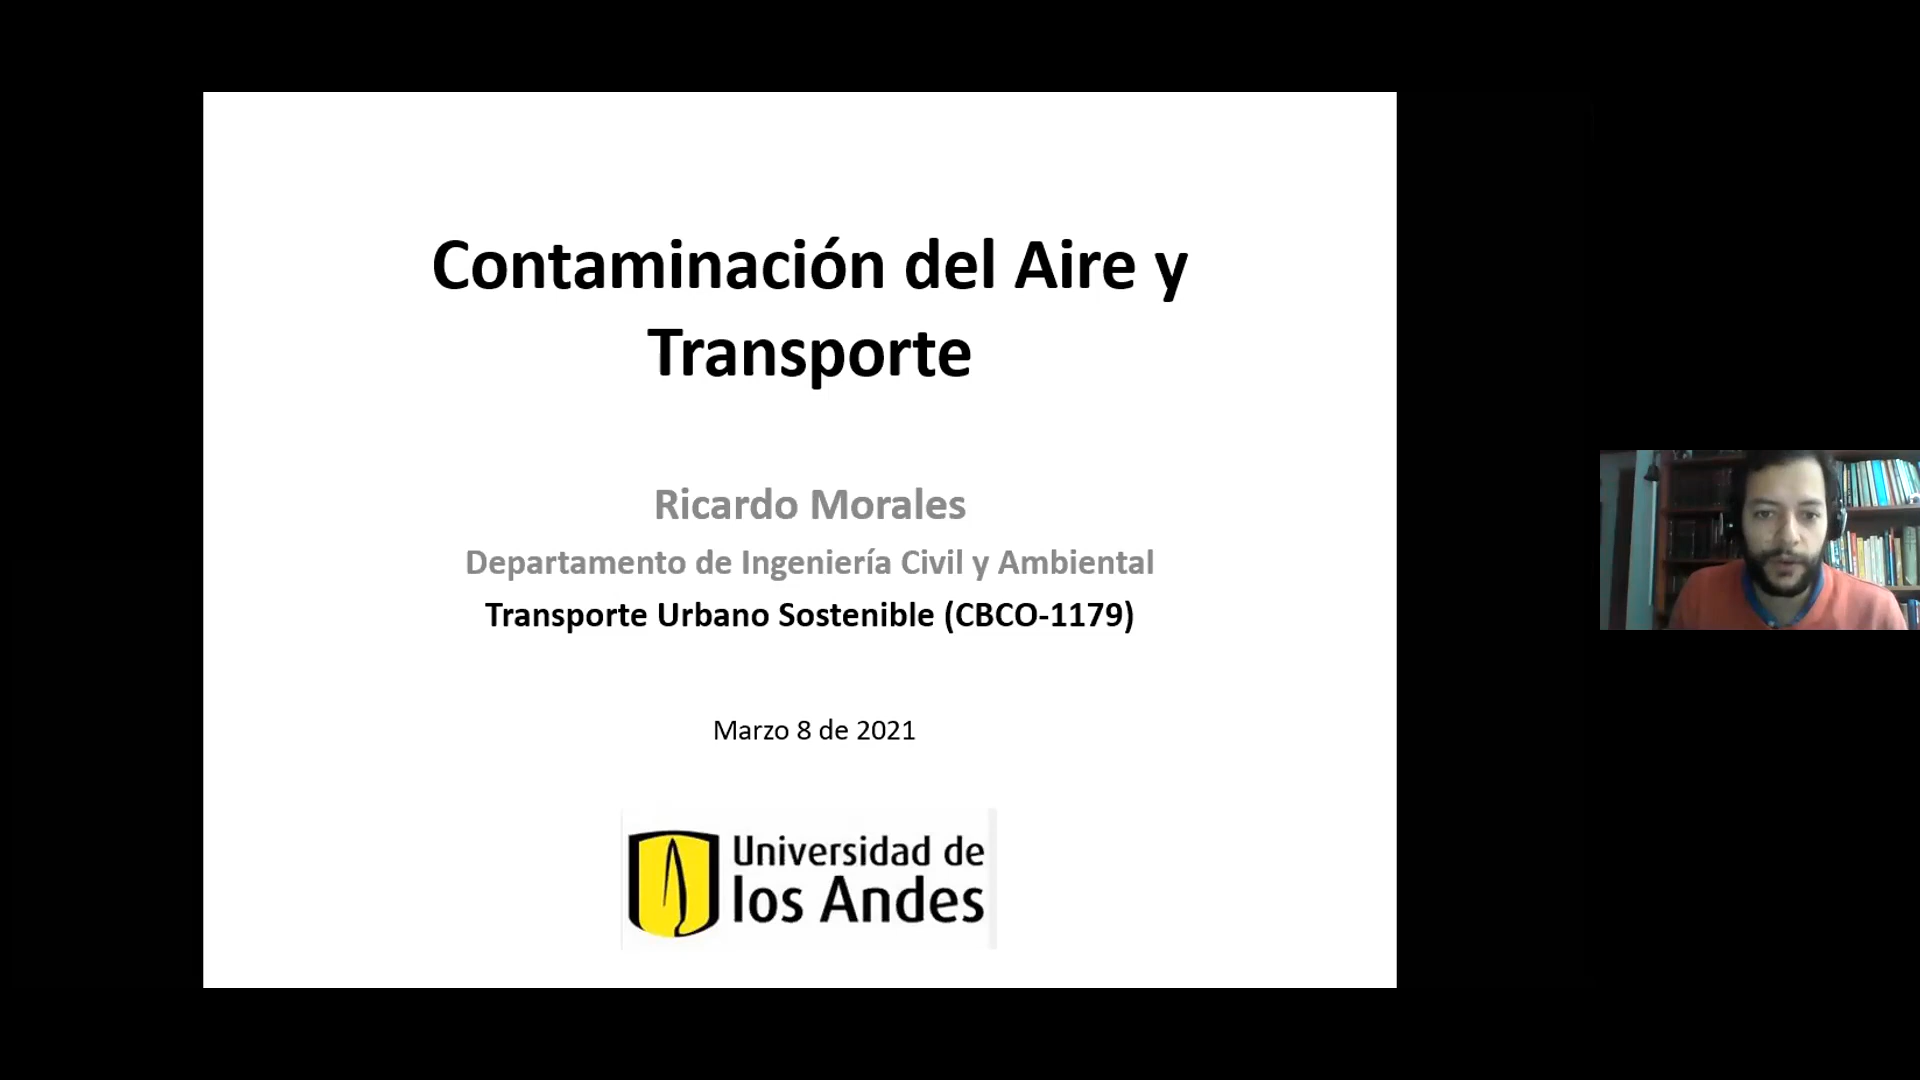 Contaminación del Aire y
Transporte
Ricardo Morales
Departamento de Ingeniería Civil y Ambiental
Transporte Urbano Sostenible (CBCO-1179)
Marzo 8 de 2021
Universidad de
los Andes